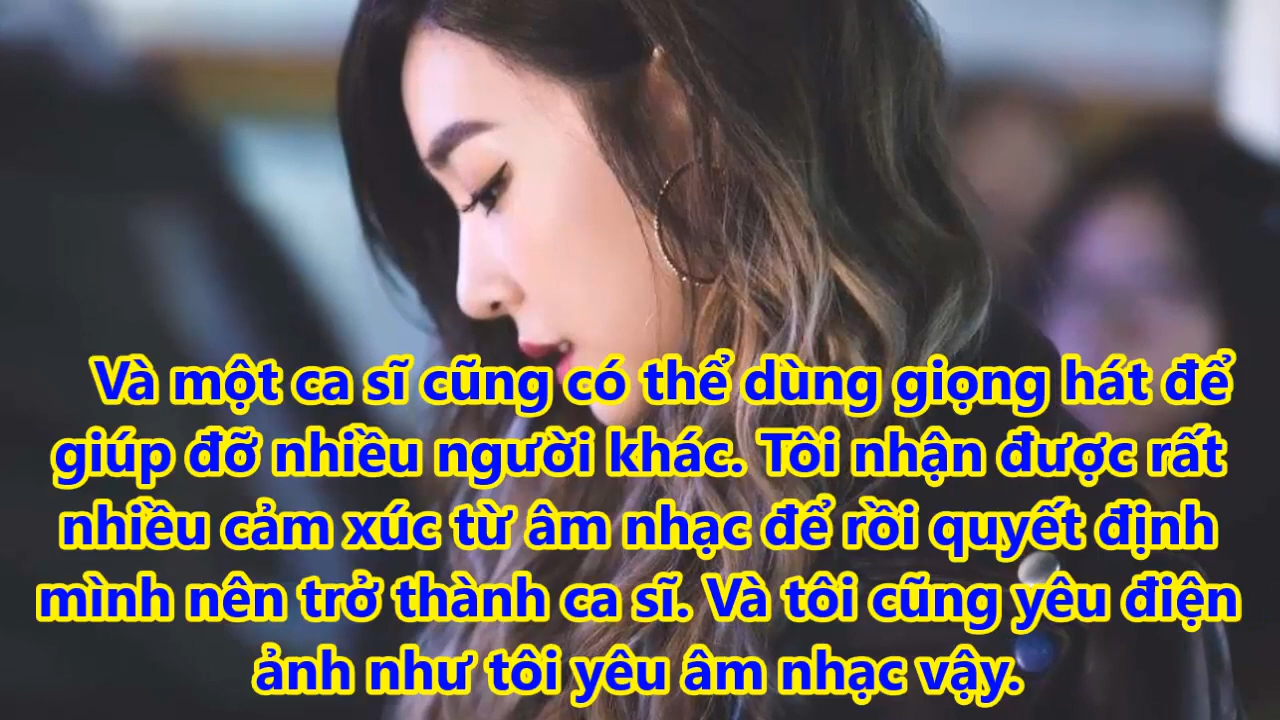 Và một ca sĩ cũng có thể dùng giọng hát để
giúp đỡ nhiều người khác. Tôi nhận được rất
nhiều cảm xúc từ âm nhạc để rồi quyết định
mình nên trở thành ca sĩ. Và tôi cũng yêu điện
ảnh như tôi yêu âm nhạc vậy.